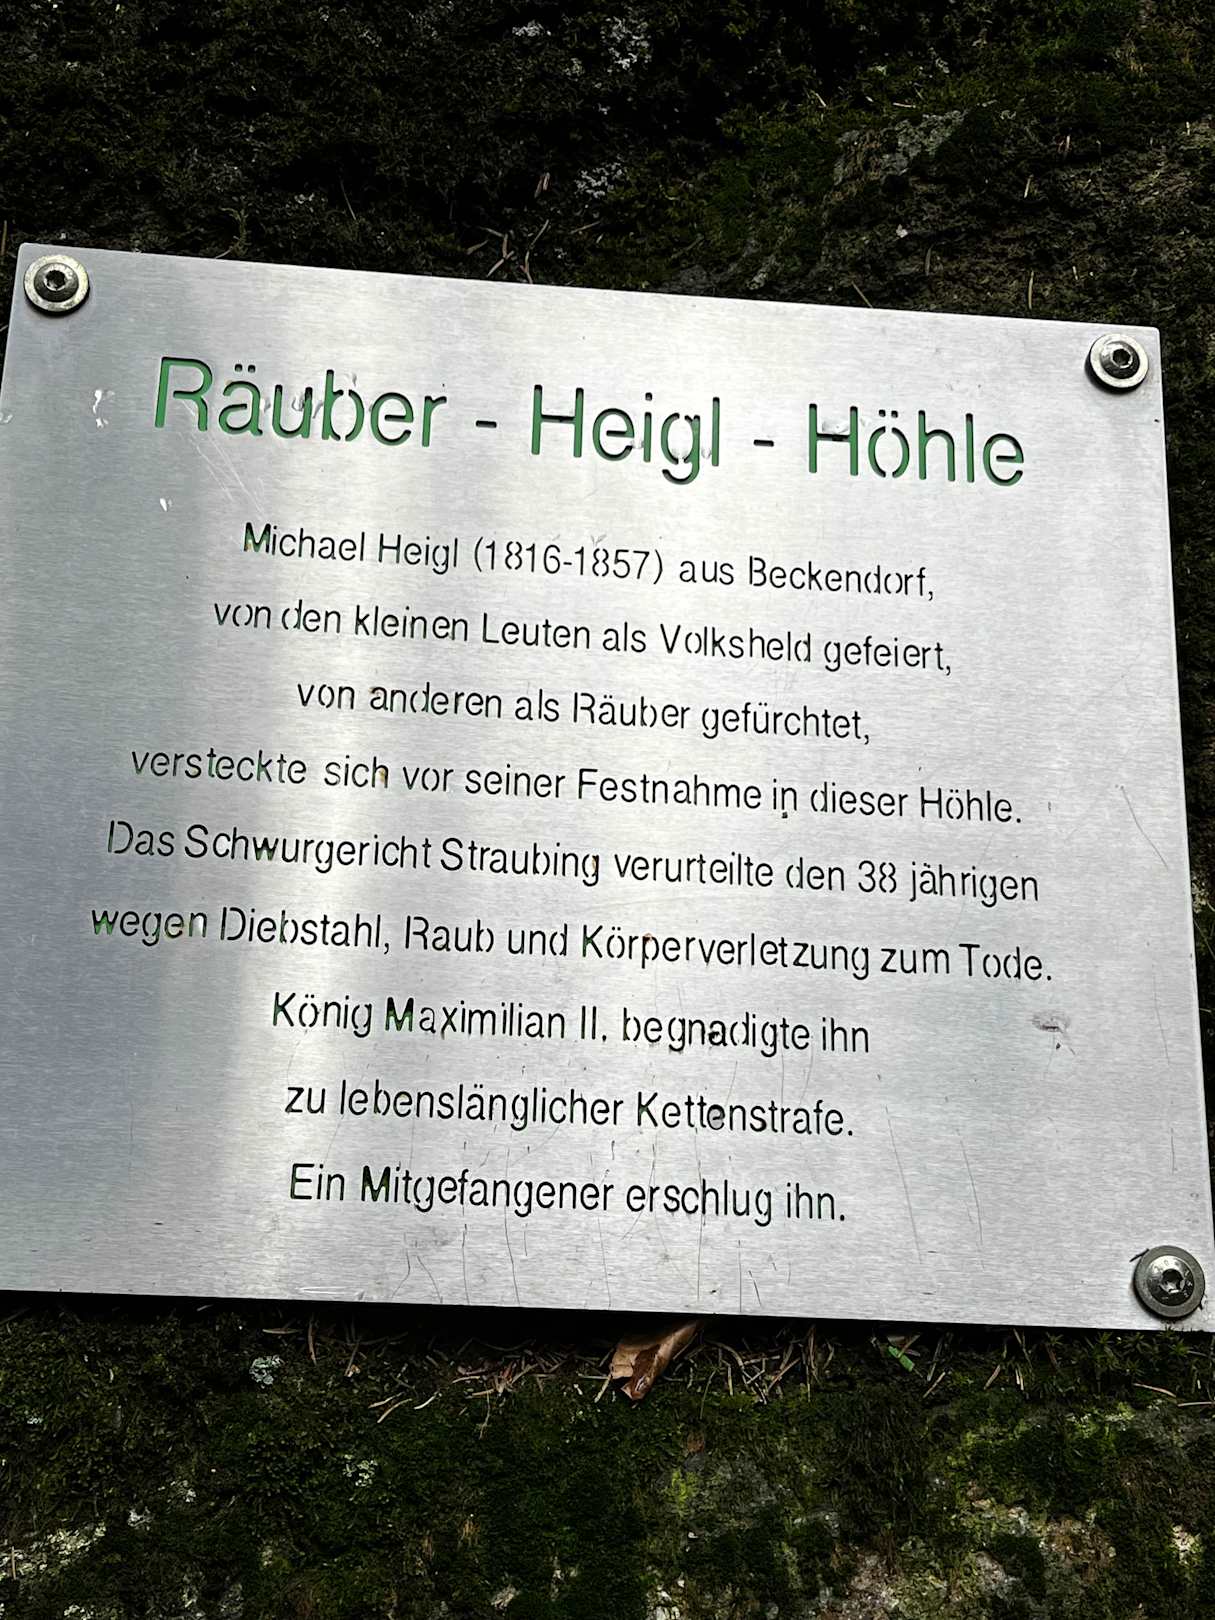 Räuber - Heigl - Höhle
Michael Heigl (1816-1857) aus Beckendorf,
von den kleinen Leuten als Volksheld gefeiert,
von anderen als Räuber gefürchtet,
versteckte sich vor seiner Festnahme in dieser Höhle.
Das Schwurgericht Straubing verurteilte den 38 jährigen
wegen Diebstahl, Raub und Körperverletzung zum Tode.
König Maximilian II. begnadigte ihn
zu lebenslänglicher Kettenstrafe.
Ein Mitgefangener erschlug ihn.